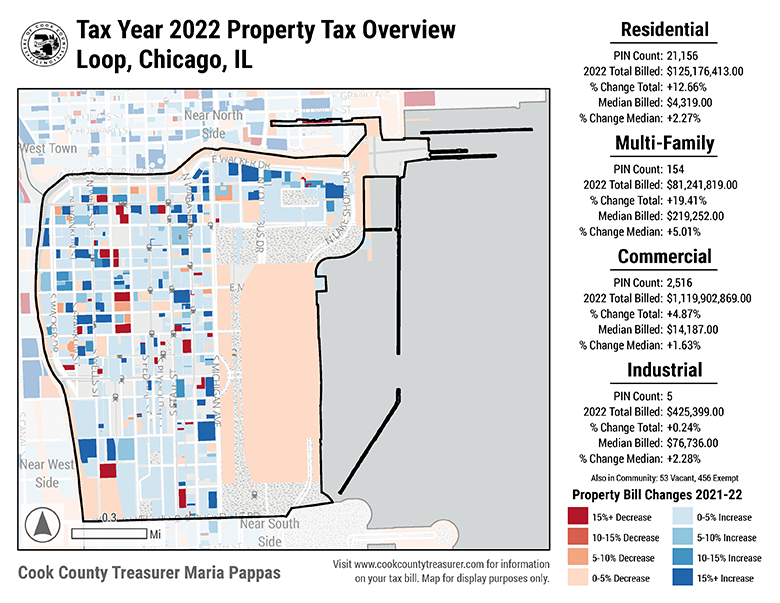 Tax Year 2022 Property Tax Overview
Loop, Chicago, IL
Near North
Side
West Town
E WACKER DR
N LAKE SHORE DR
S MICHIGAN AVE
Near West
Side
Near South
Side
0.3
Mi
Cook County Treasurer Maria Pappas
Visit www.cookcountytreasurer.com for information
on your tax bill. Map for display purposes only.
Residential
PIN Count: 21,156
2022 Total Billed: $125,176,413.00
% Change Total: +12.66%
Median Billed: $4,319.00
% Change Median: +2.27%
Multi-Family
PIN Count: 154
2022 Total Billed: $81,241,819.00
% Change Total: +19.41%
Median Billed: $219,252.00
% Change Median: +5.01%
Commercial
PIN Count: 2,516
2022 Total Billed: $1,119,902,869.00
% Change Total: +4.87%
Median Billed: $14,187.00
% Change Median: +1.63%
Industrial
PIN Count: 5
2022 Total Billed: $425,399.00
% Change Total: +0.24%
Median Billed: $76,736.00
% Change Median: +2.28%
Also in Community: 53 Vacant, 456 Exempt
Property Bill Changes 2021-22
15%+ Decrease
10-15% Decrease
5-10% Decrease
0-5% Decrease
0-5% Increase
5-10% Increase
10-15% Increase
15%+ Increase